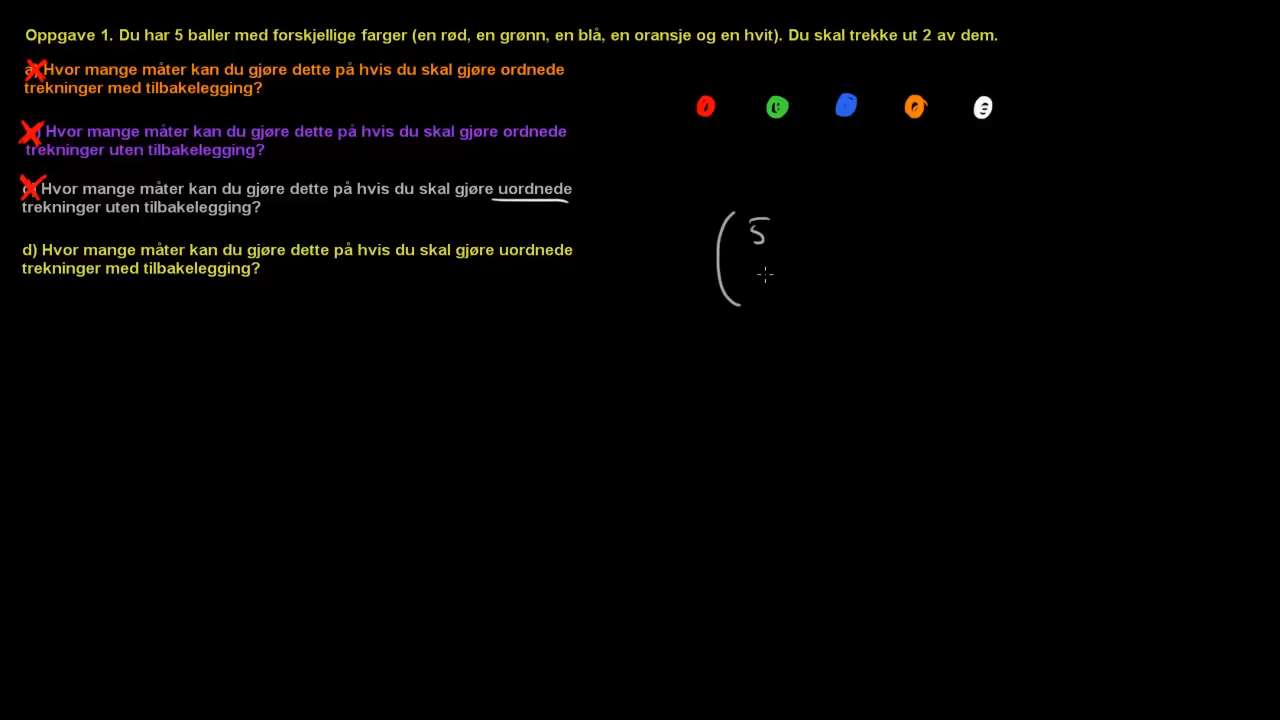 Oppgave 1. Du har 5 baller med forskjellige farger (en rød, en grønn, en blå, en oransje og en hvit). Du skal trekke ut 2 av dem.
a) Hvor mange måter kan du gjøre dette på hvis du skal gjøre ordnede
trekninger med tilbakelegging?
b) Hvor mange måter kan du gjøre dette på hvis du skal gjøre ordnede
trekninger uten tilbakelegging?
c) Hvor mange måter kan du gjøre dette på hvis du skal gjøre uordnede
trekninger uten tilbakelegging?
d) Hvor mange måter kan du gjøre dette på hvis du skal gjøre uordnede
trekninger med tilbakelegging?
( 5